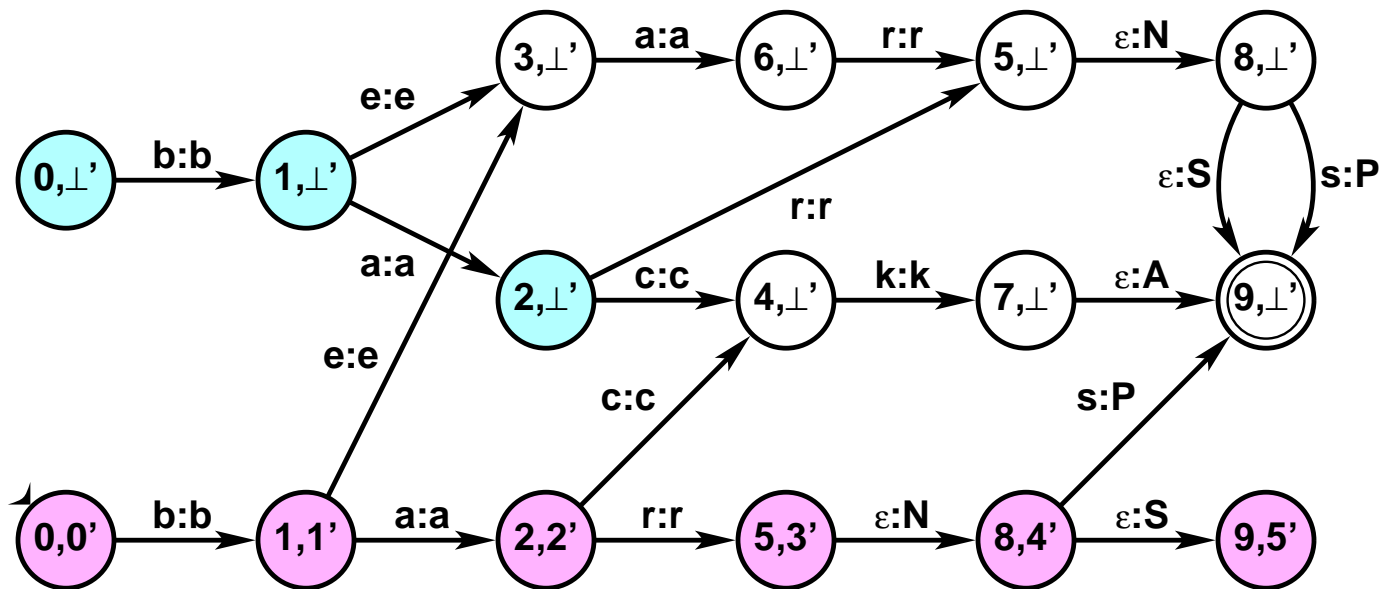 3,⊥’ a:a 6,⊥’ r:r 5,⊥’ ε:N 8,⊥’
e:e
0,⊥’ b:b 1,⊥’ ε:S s:P
r:r
a:a
2,⊥’ c:c 4,⊥’ k:k 7,⊥’ ε:A 9,⊥’
e:e
c:c s:P
0,0’ b:b 1,1’ a:a 2,2’ r:r 5,3’ ε:N 8,4’ ε:S 9,5’